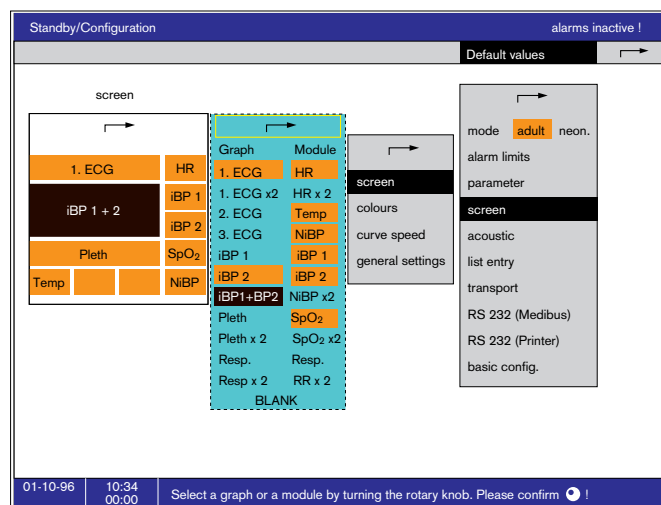 Standby/Configuration alarms inactive !
Default values
screen
1. ECG HR
iBP 1 + 2
iBP 1
iBP 2
Pleth SpO₂
Temp NiBP
Graph Module
1. ECG HR
1. ECG x2 HR x 2
2. ECG Temp
3. ECG NiBP
iBP 1 iBP 1
iBP 2 iBP 2
iBP1+BP2 NiBP x2
Pleth SpO₂
Pleth x 2 SpO₂ x2
Resp. Resp.
Resp x 2 RR x 2
BLANK
screen
colours
curve speed
general settings
mode adult neon.
alarm limits
parameter
screen
acoustic
list entry
transport
RS 232 (Medibus)
RS 232 (Printer)
basic config.
01-10-96 10:34
00:00
Select a graph or a module by turning the rotary knob. Please confirm !